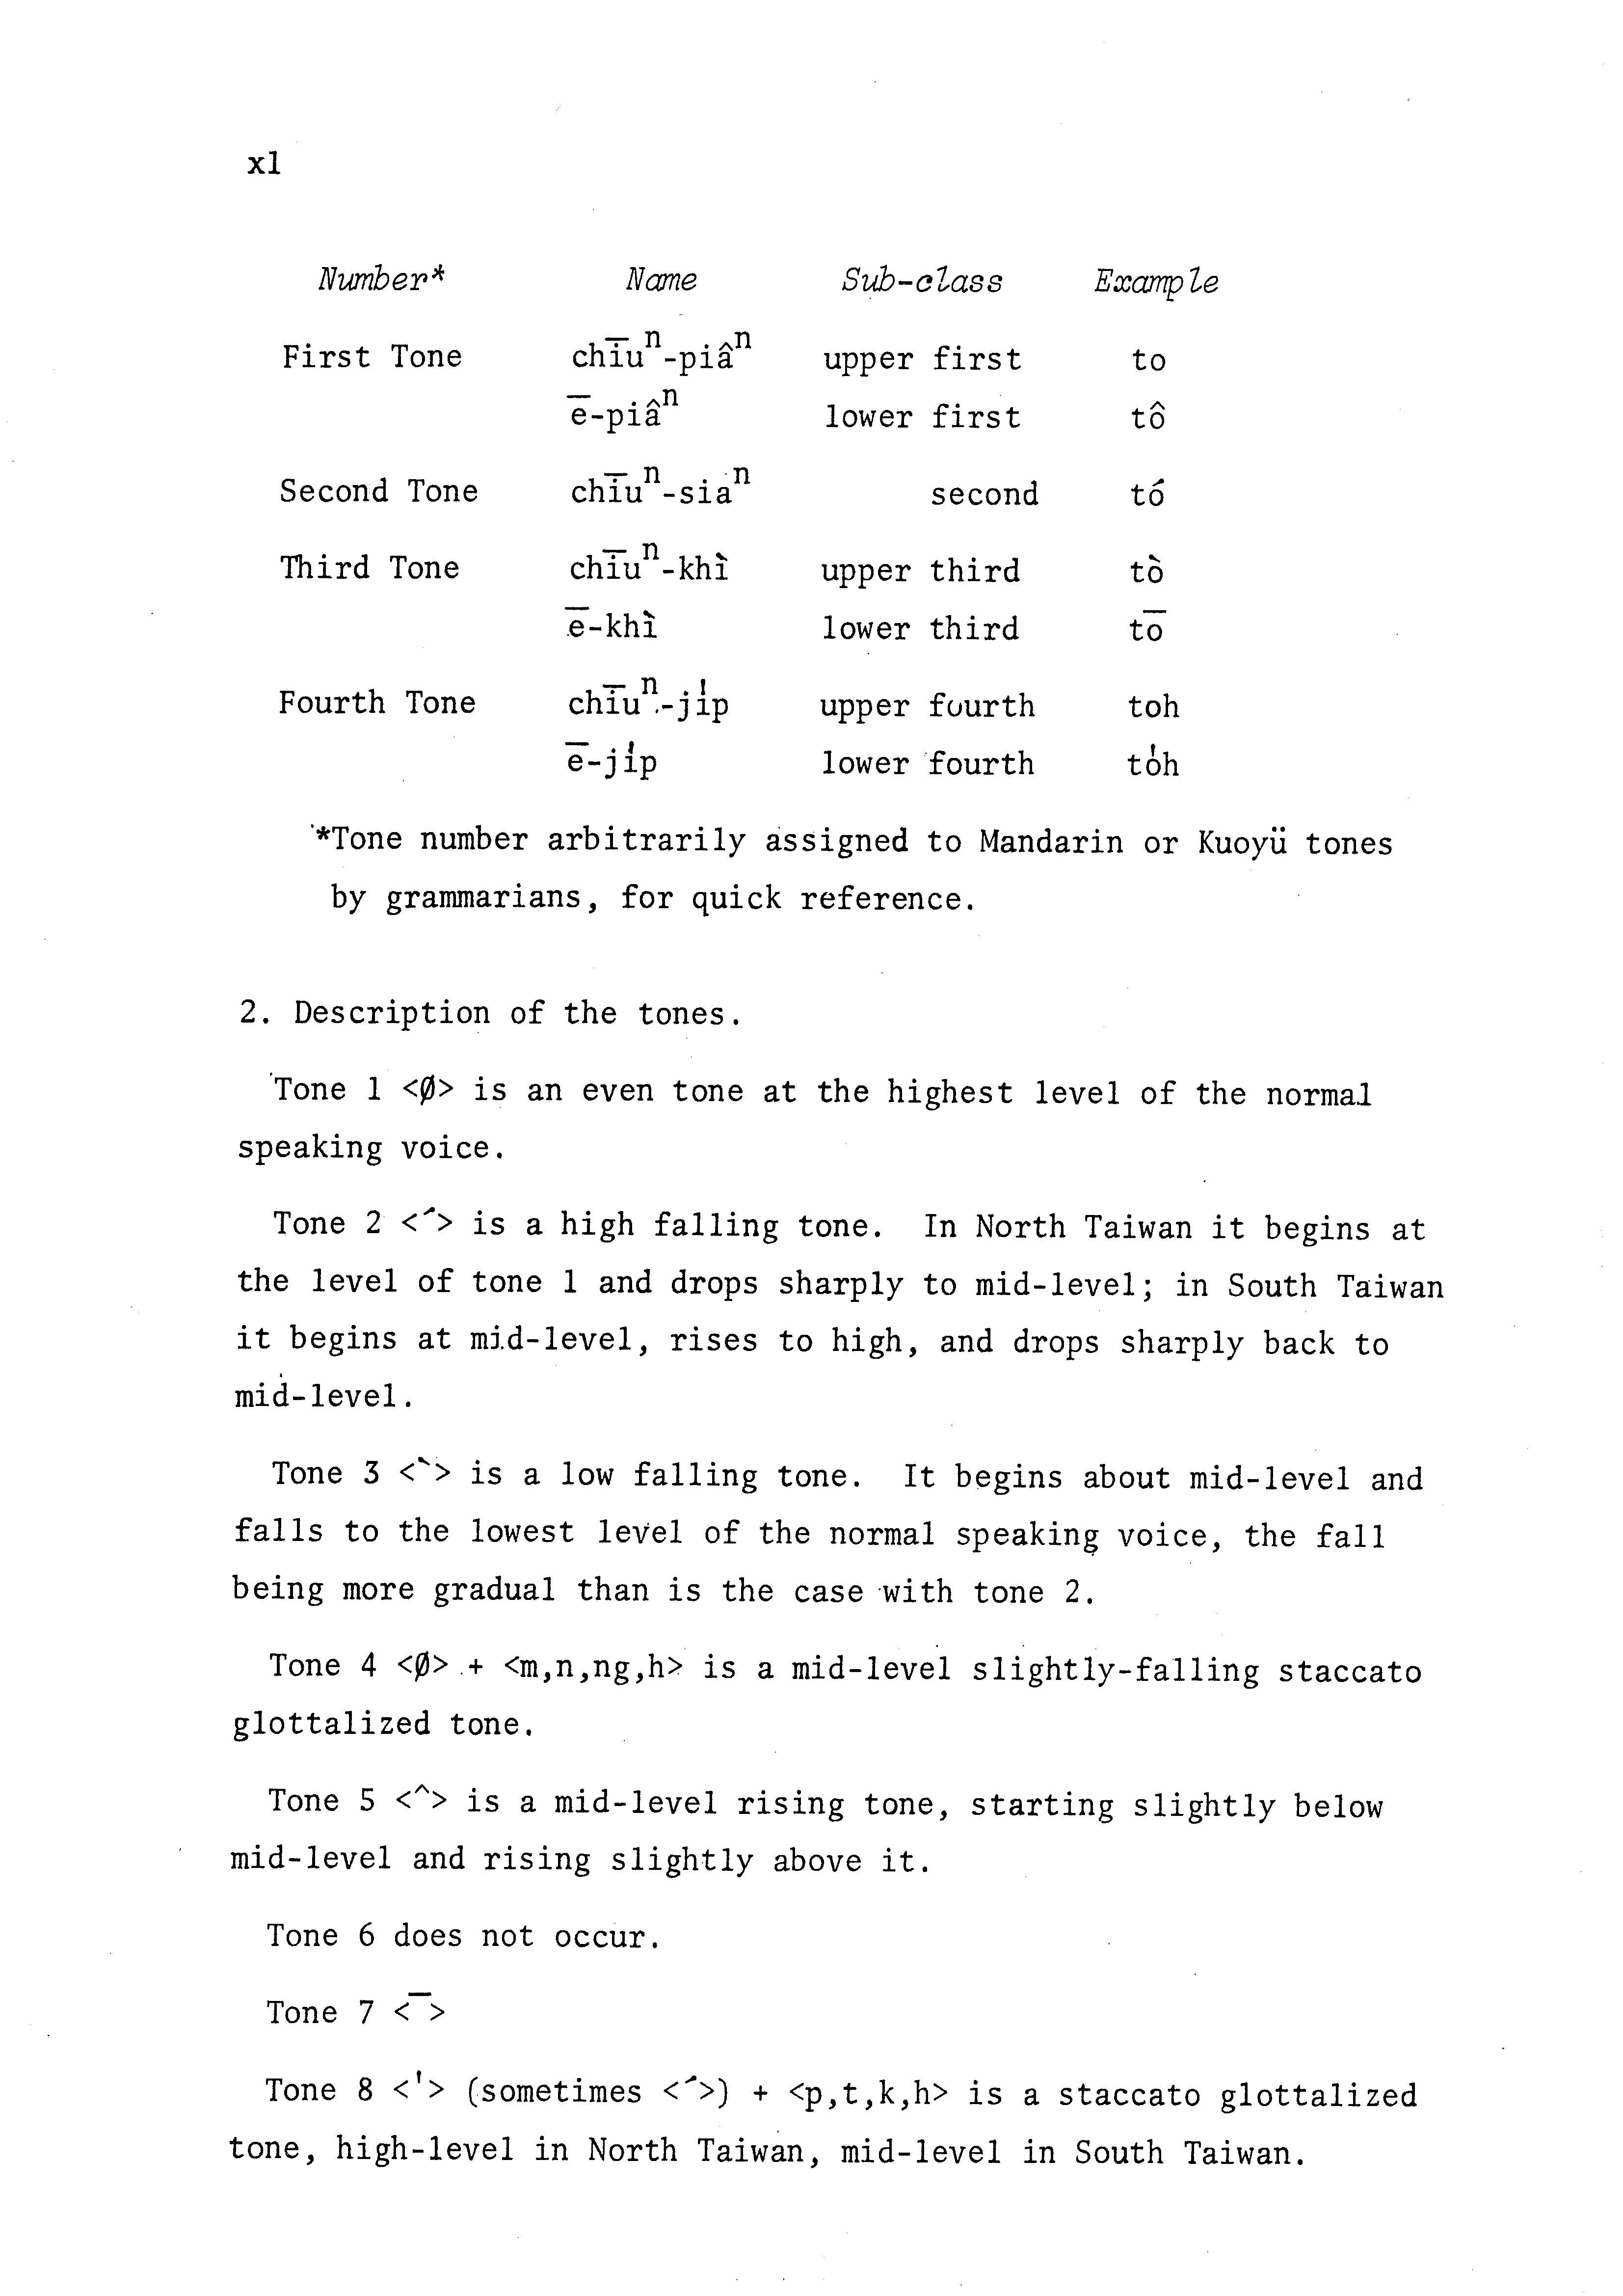 xl
Number* Name Sub-class Example
First Tone chīuⁿ-piâⁿ upper first to
ē-piâⁿ lower first tô
Second Tone chīuⁿ-siaⁿ second tó
Third Tone chīuⁿ-khì upper third tò
ē-khì lower third tō
Fourth Tone chīuⁿ-ji̍p upper fourth toh
ē-ji̍p lower fourth to̍h
*Tone number arbitrarily assigned to Mandarin or Kuoyü tones
by grammarians, for quick reference.
2. Description of the tones.
Tone 1 <Ø> is an even tone at the highest level of the normal
speaking voice.
Tone 2 <´> is a high falling tone. In North Taiwan it begins at
the level of tone 1 and drops sharply to mid-level; in South Taiwan
it begins at mid-level, rises to high, and drops sharply back to
mid-level.
Tone 3 <`> is a low falling tone. It begins about mid-level and
falls to the lowest level of the normal speaking voice, the fall
being more gradual than is the case with tone 2.
Tone 4 <Ø> + <m,n,ng,h> is a mid-level slightly-falling staccato
glottalized tone.
Tone 5 <^> is a mid-level rising tone, starting slightly below
mid-level and rising slightly above it.
Tone 6 does not occur.
Tone 7 <¯>
Tone 8 <'> (sometimes <´>) + <p,t,k,h> is a staccato glottalized
tone, high-level in North Taiwan, mid-level in South Taiwan.